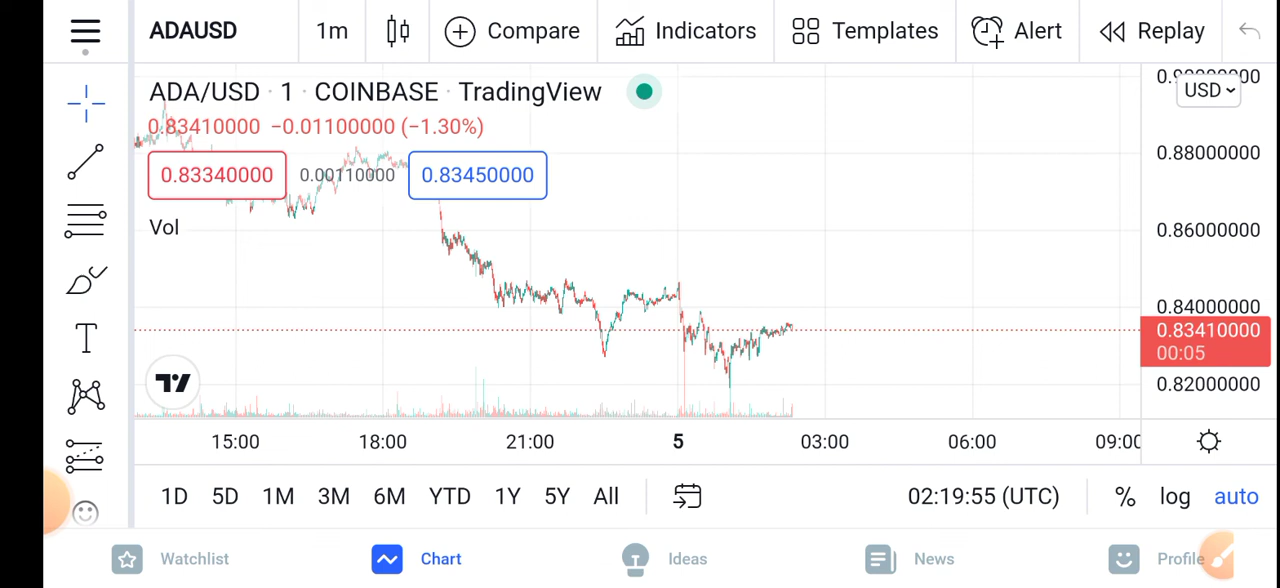 ADAUSD 1m Compare Indicators Templates Alert Replay
ADA/USD · 1 · COINBASE · TradingView
0.90000000
USD
0.83410000 −0.01100000 (−1.30%)
0.88000000
0.83340000 0.00110000 0.83450000
Vol
0.86000000
0.84000000
0.83410000
00:05
0.82000000
15:00 18:00 21:00 5 03:00 06:00 09:00
1D 5D 1M 3M 6M YTD 1Y 5Y All 02:19:55 (UTC) % log auto
Watchlist Chart Ideas News Profile